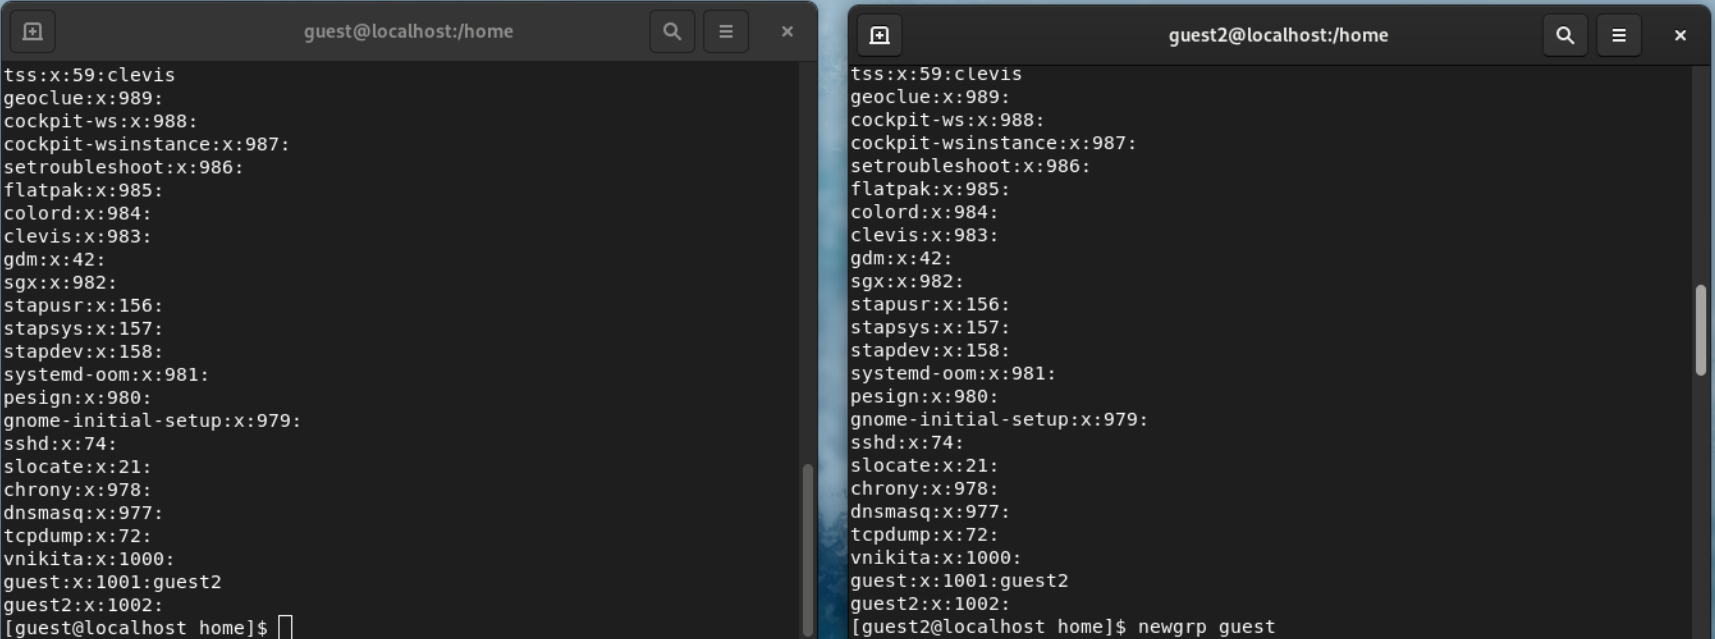 guest@localhost:/home
tss:x:59:clevis
geoclue:x:989:
cockpit-ws:x:988:
cockpit-wsinstance:x:987:
setroubleshoot:x:986:
flatpak:x:985:
colord:x:984:
clevis:x:983:
gdm:x:42:
sgx:x:982:
stapusr:x:156:
stapsys:x:157:
stapdev:x:158:
systemd-oom:x:981:
pesign:x:980:
gnome-initial-setup:x:979:
sshd:x:74:
slocate:x:21:
chrony:x:978:
dnsmasq:x:977:
tcpdump:x:72:
vnikita:x:1000:
guest:x:1001:guest2
guest2:x:1002:
[guest@localhost home]$
guest2@localhost:/home
tss:x:59:clevis
geoclue:x:989:
cockpit-ws:x:988:
cockpit-wsinstance:x:987:
setroubleshoot:x:986:
flatpak:x:985:
colord:x:984:
clevis:x:983:
gdm:x:42:
sgx:x:982:
stapusr:x:156:
stapsys:x:157:
stapdev:x:158:
systemd-oom:x:981:
pesign:x:980:
gnome-initial-setup:x:979:
sshd:x:74:
slocate:x:21:
chrony:x:978:
dnsmasq:x:977:
tcpdump:x:72:
vnikita:x:1000:
guest:x:1001:guest2
guest2:x:1002:
[guest2@localhost home]$ newgrp guest